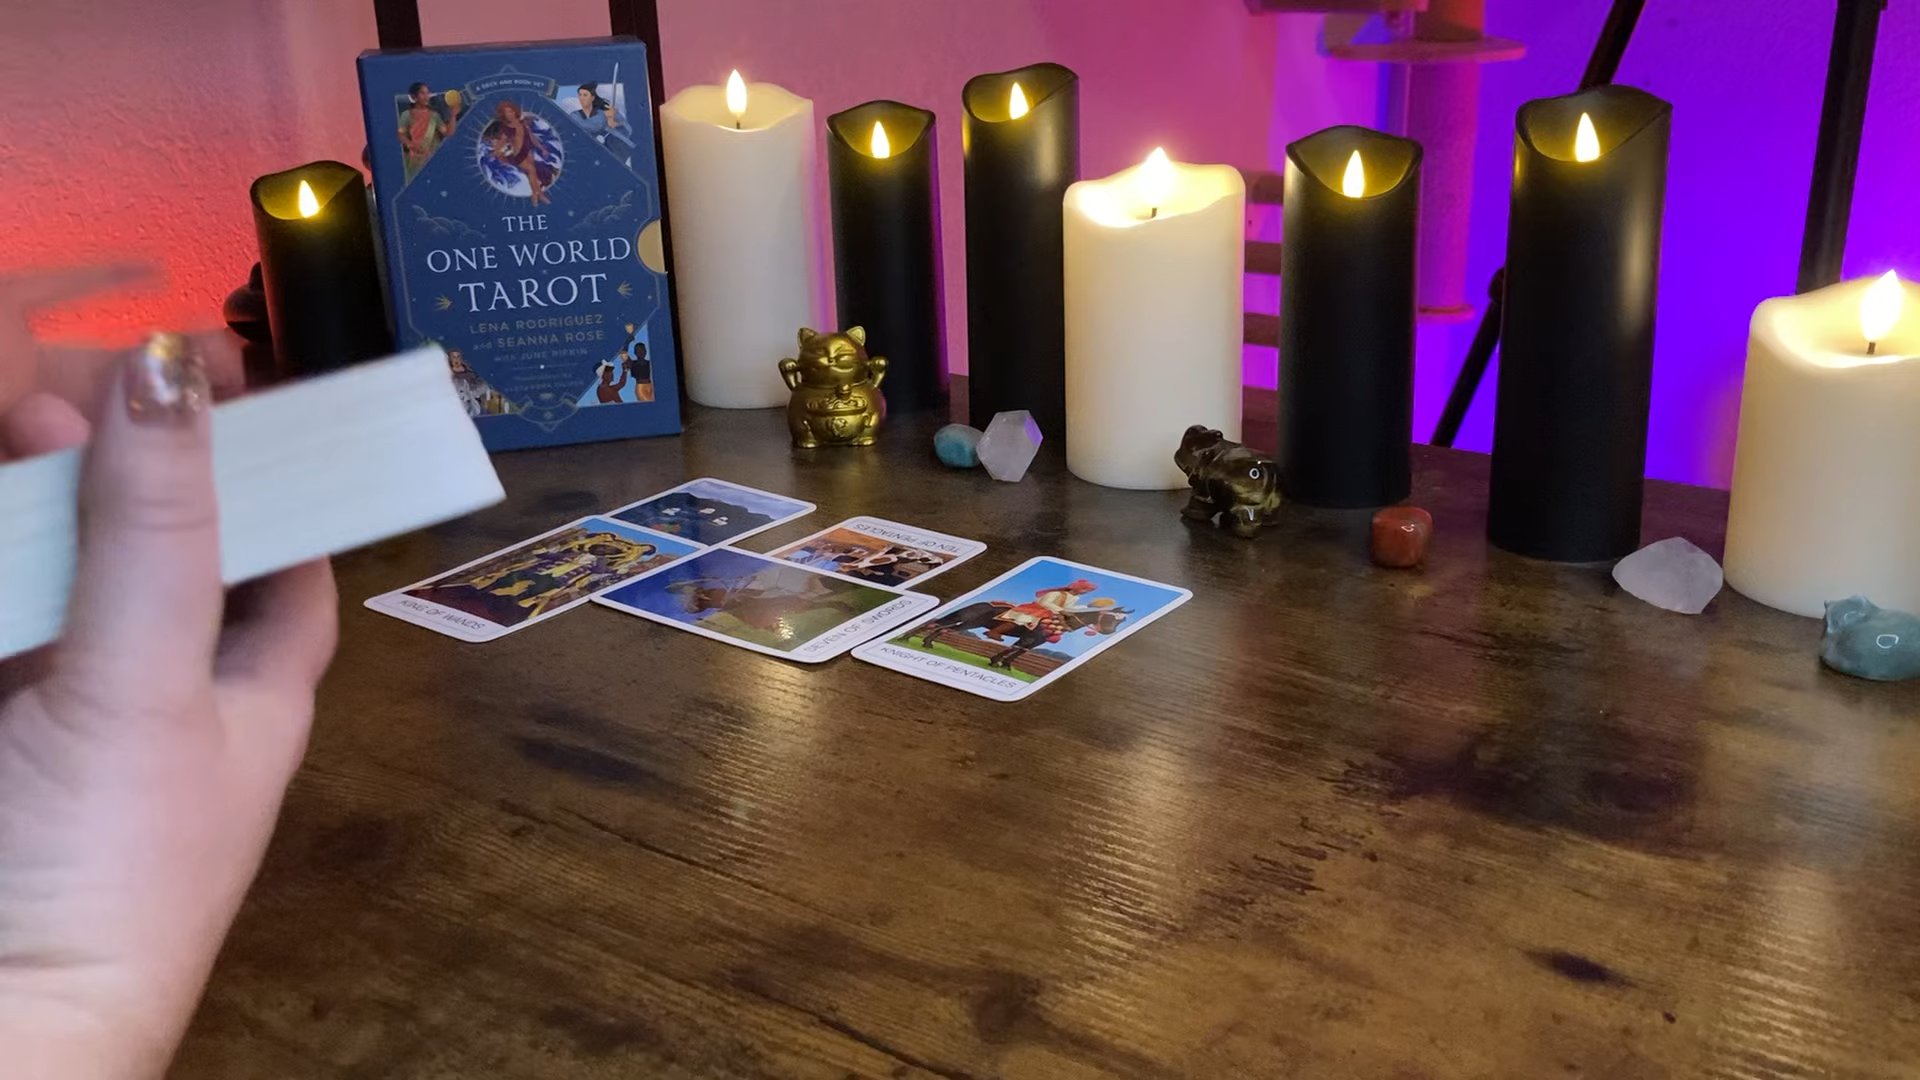 A DECK AND BOOK SET
THE
ONE WORLD
TAROT
LENA RODRIGUEZ
and SEANNA ROSE
with JUNE RIFKIN
KING OF WANDS
TEN OF PENTACLES
SEVEN OF SWORDS
KNIGHT OF PENTACLES